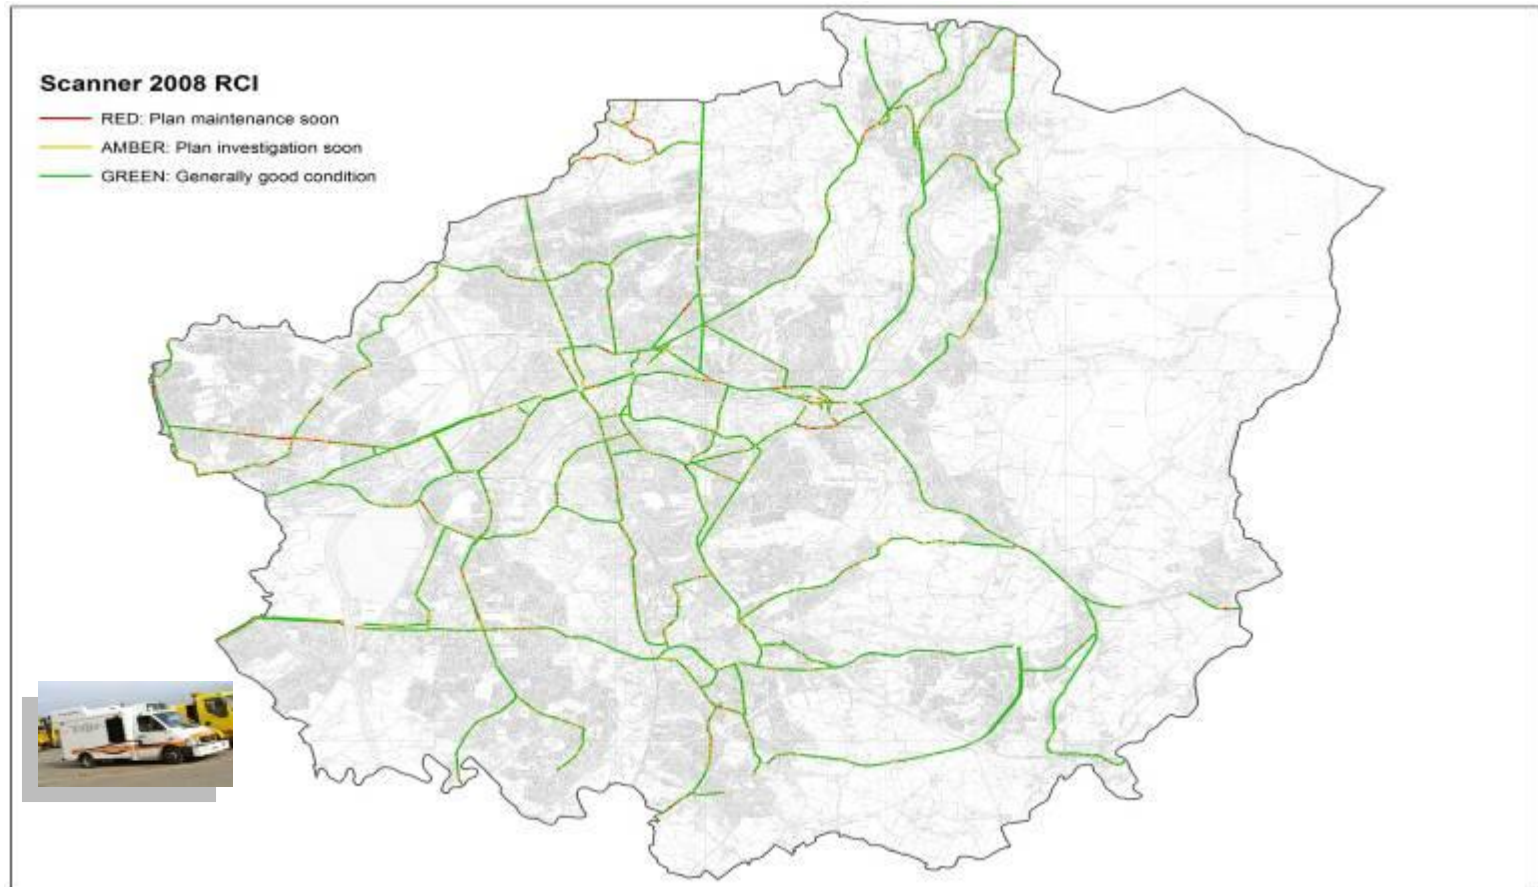 Scanner 2008 RCI
RED: Plan maintenance soon
AMBER: Plan investigation soon
GREEN: Generally good condition